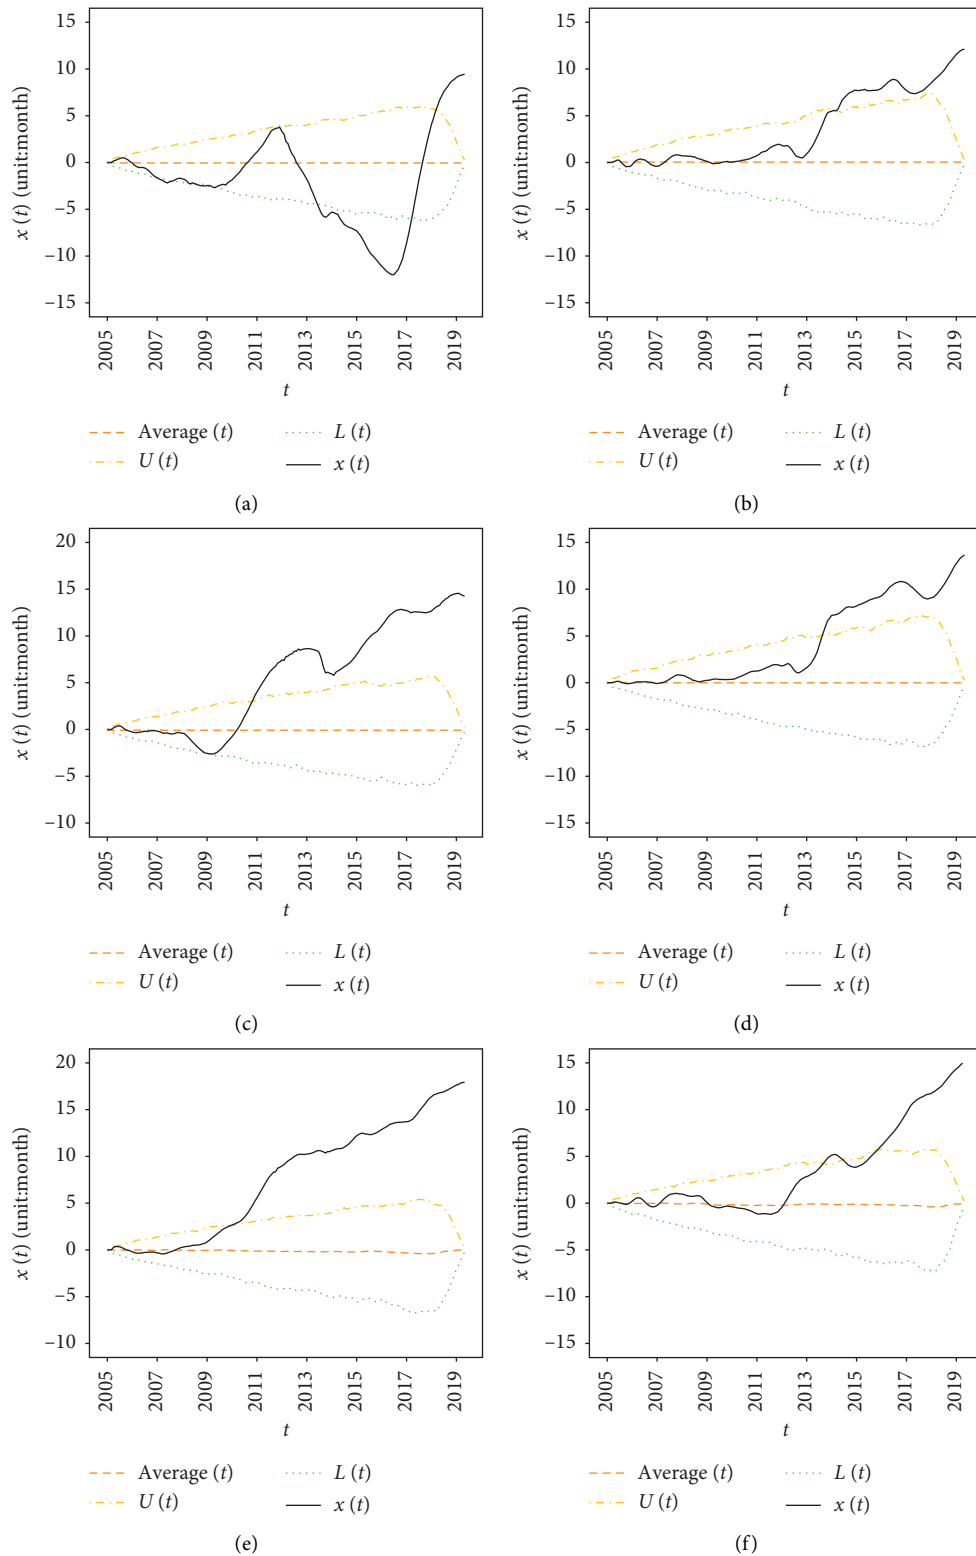 15
10
5
0
−5
−10
−15
x (t) (unit:month)
2005
2007
2009
2011
2013
2015
2017
2019
t
Average (t)
L (t)
U (t)
x (t)
(a)
15
10
5
0
−5
−10
−15
x (t) (unit:month)
2005
2007
2009
2011
2013
2015
2017
2019
t
Average (t)
L (t)
U (t)
x (t)
(b)
20
15
10
5
0
−5
−10
x (t) (unit:month)
2005
2007
2009
2011
2013
2015
2017
2019
t
Average (t)
L (t)
U (t)
x (t)
(c)
15
10
5
0
−5
−10
−15
x (t) (unit:month)
2005
2007
2009
2011
2013
2015
2017
2019
t
Average (t)
L (t)
U (t)
x (t)
(d)
20
15
10
5
0
−5
−10
x (t) (unit:month)
2005
2007
2009
2011
2013
2015
2017
2019
t
Average (t)
L (t)
U (t)
x (t)
(e)
15
10
5
0
−5
−10
−15
x (t) (unit:month)
2005
2007
2009
2011
2013
2015
2017
2019
t
Average (t)
L (t)
U (t)
x (t)
(f)